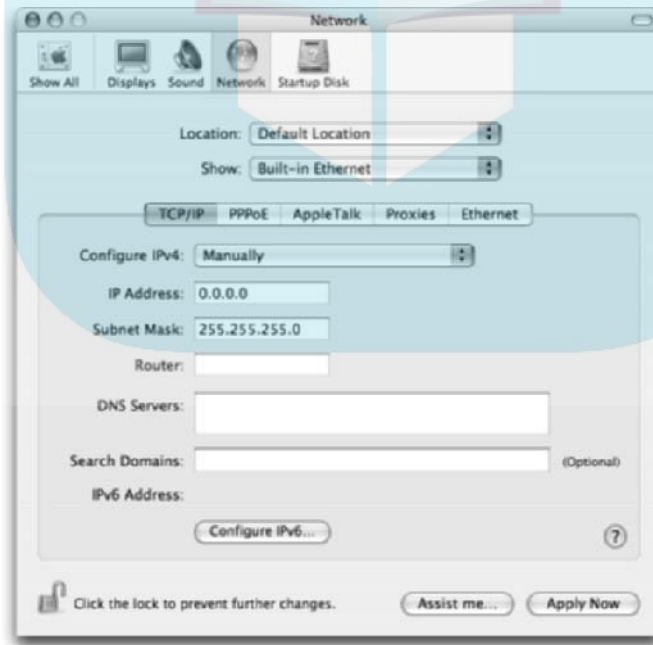 Network
Show All Displays Sound Network Startup Disk
Location: Default Location
Show: Built-in Ethernet
TCP/IP PPPoE AppleTalk Proxies Ethernet
Configure IPv4: Manually
IP Address: 0.0.0.0
Subnet Mask: 255.255.255.0
Router:
DNS Servers:
Search Domains: (Optional)
IPv6 Address:
Configure IPv6...
?
Click the lock to prevent further changes. Assist me... Apply Now